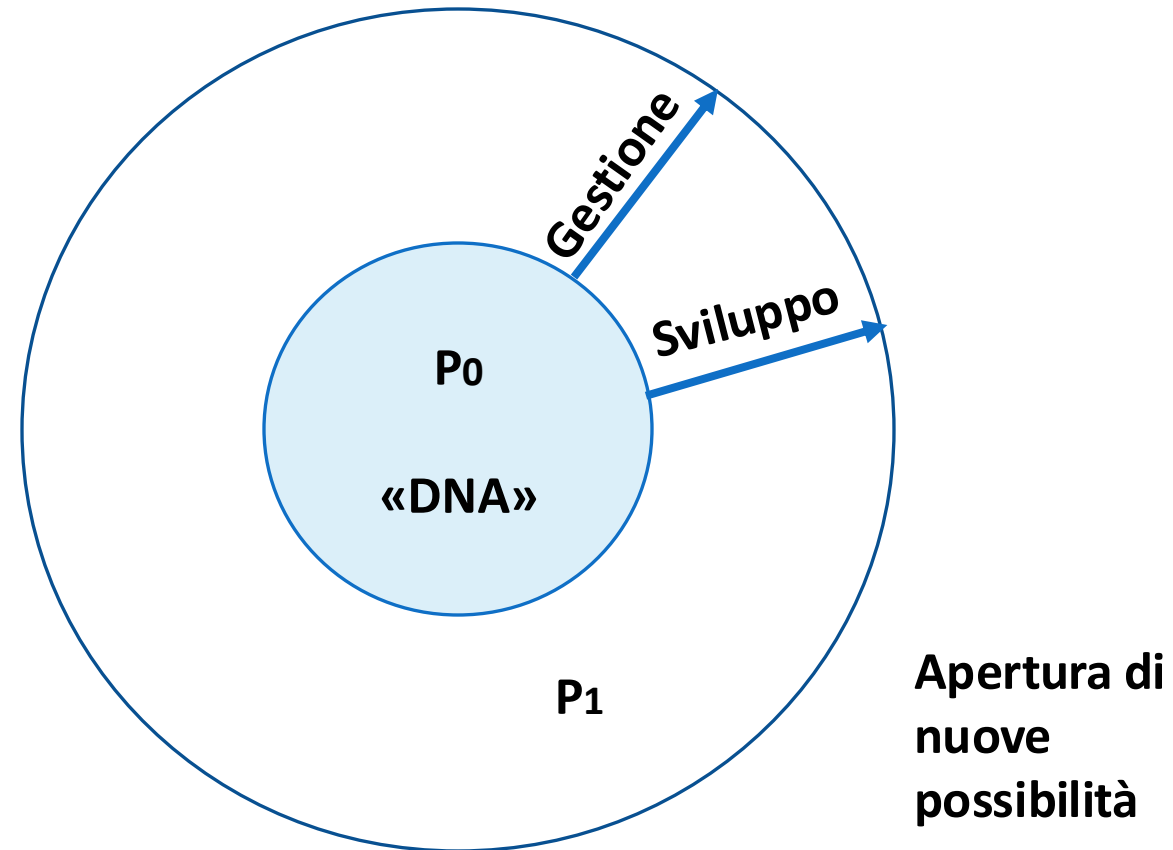 Gestione
Sviluppo
P0
«DNA»
P1
Apertura di
nuove
possibilità